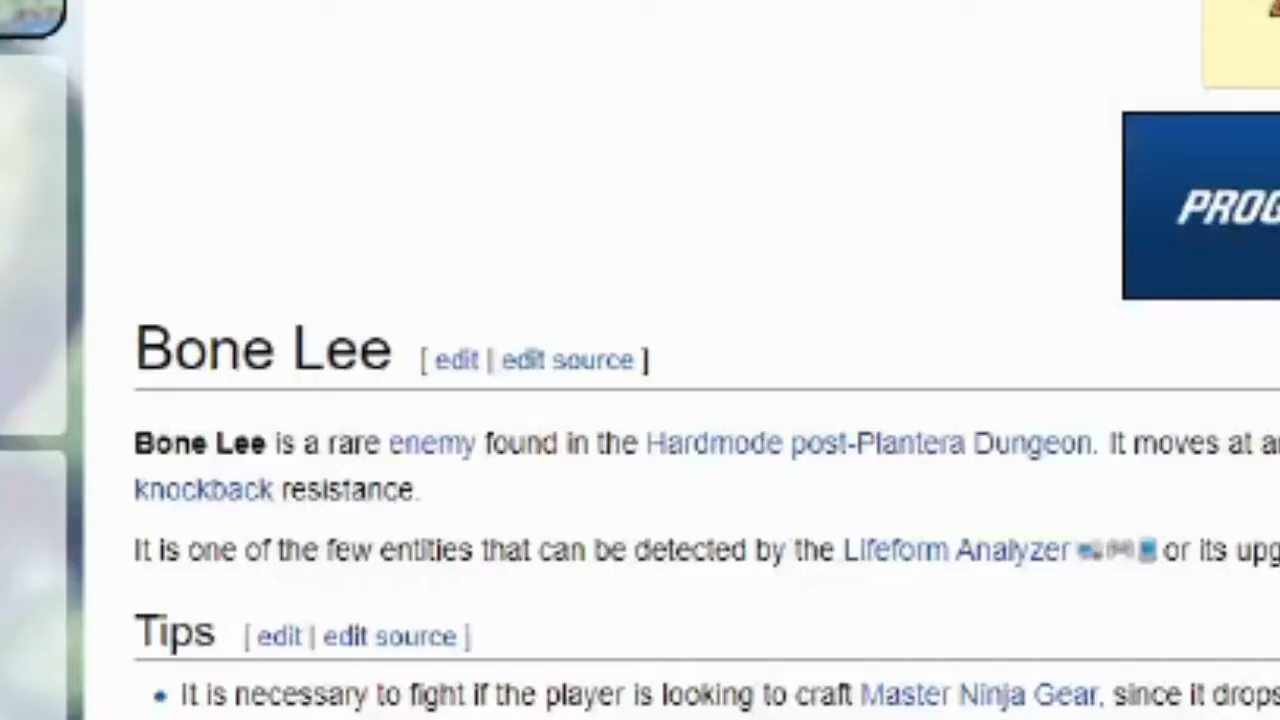 PROG
Bone Lee [ edit | edit source ]
Bone Lee is a rare enemy found in the Hardmode post-Plantera Dungeon. It moves at a
knockback resistance.
It is one of the few entities that can be detected by the Lifeform Analyzer or its upg
Tips [ edit | edit source ]
• It is necessary to fight if the player is looking to craft Master Ninja Gear, since it drops